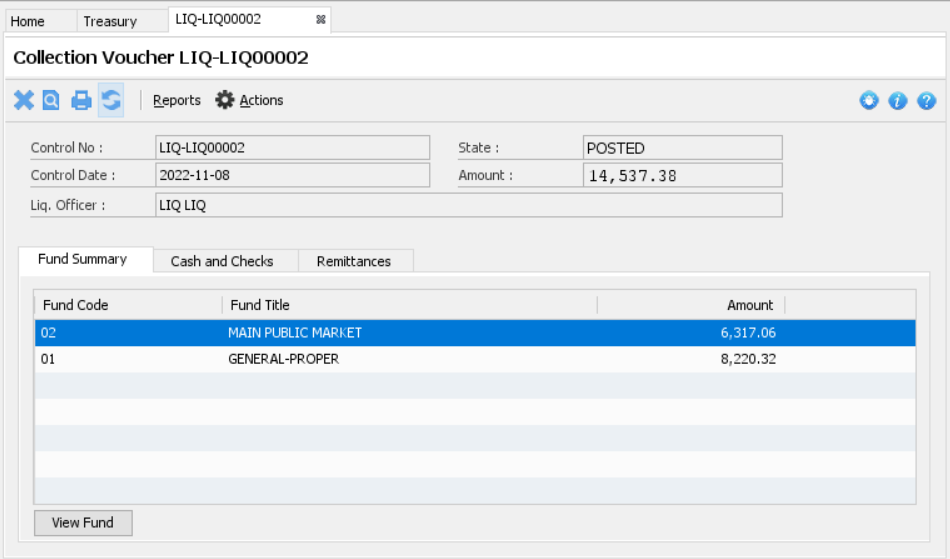 Home Treasury LIQ-LIQ00002
Collection Voucher LIQ-LIQ00002
Reports Actions
Control No : LIQ-LIQ00002 State : POSTED
Control Date : 2022-11-08 Amount : 14,537.38
Liq. Officer : LIQ LIQ
Fund Summary Cash and Checks Remittances
Fund Code Fund Title Amount
02 MAIN PUBLIC MARKET 6,317.06
01 GENERAL-PROPER 8,220.32
View Fund